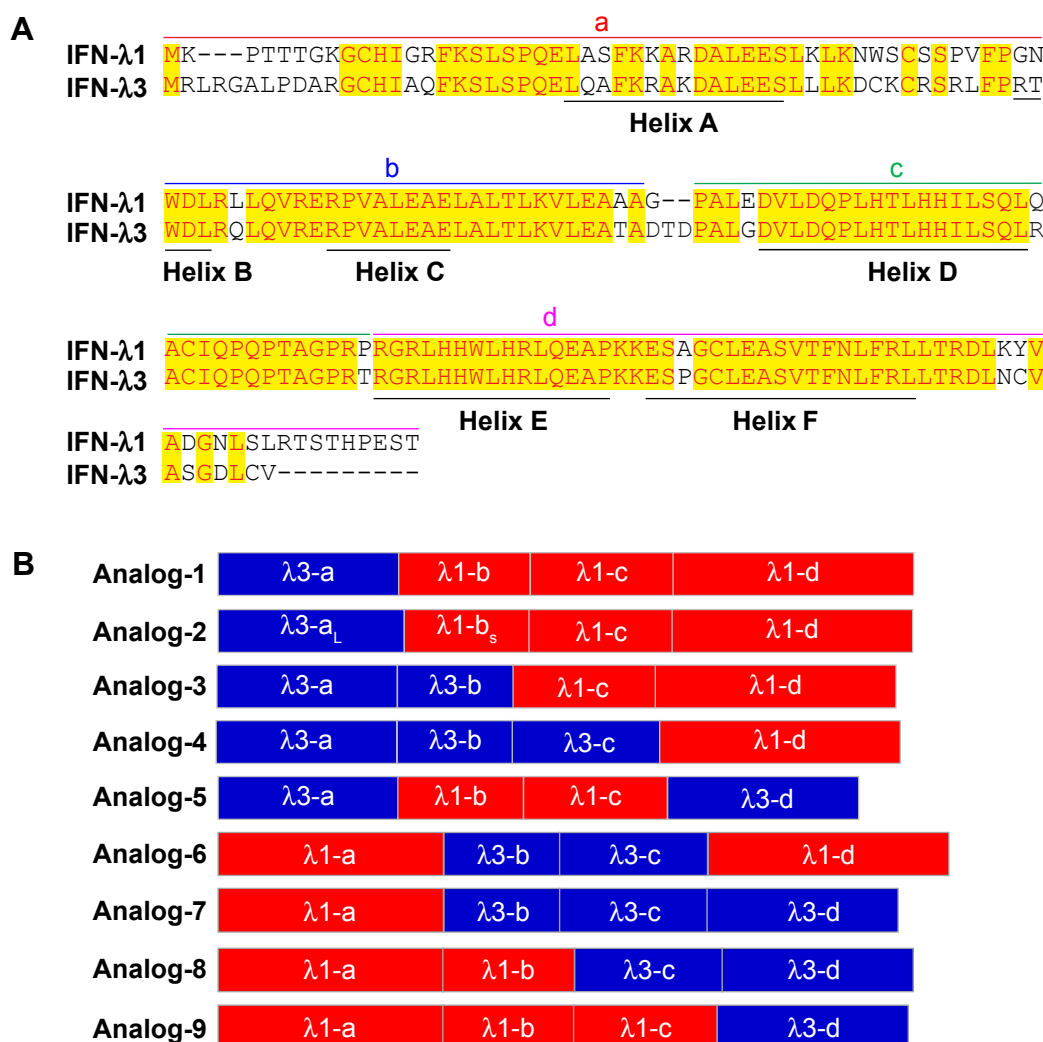 A
a
IFN-λ1 MK---PTTTGKGCHIGRFKSLSPQELASFKKARDALEESLKLKNWSCSSPVFPGN
IFN-λ3 MRLRGALPDARGCHIAQFKSLSPQELQAFKRAKDALEESLLLKDCKCRSRLFPRT
Helix A
b c
IFN-λ1 WDLRLLQVRERPVALEAELALTLKVLEAAAG--PALEDVLDQPLHTLHHILSQLQ
IFN-λ3 WDLRQLQVRERPVALEAELALTLKVLEATADTDPALGDVLDQPLHTLHHILSQLR
Helix B Helix C Helix D
d
IFN-λ1 ACIQPQPTAGPRPRGRLHHWLHRLQEAPKKESAGCLEASVTFNLFRLLTRDLKYV
IFN-λ3 ACIQPQPTAGPRTRGRLHHWLHRLQEAPKKESPGCLEASVTFNLFRLLTRDLNCV
Helix E Helix F
IFN-λ1 ADGNLSLRTSTHPEST
IFN-λ3 ASGDLCV---------
B
Analog-1 λ3-a λ1-b λ1-c λ1-d
Analog-2 λ3-aL λ1-bs λ1-c λ1-d
Analog-3 λ3-a λ3-b λ1-c λ1-d
Analog-4 λ3-a λ3-b λ3-c λ1-d
Analog-5 λ3-a λ1-b λ1-c λ3-d
Analog-6 λ1-a λ3-b λ3-c λ1-d
Analog-7 λ1-a λ3-b λ3-c λ3-d
Analog-8 λ1-a λ1-b λ3-c λ3-d
Analog-9 λ1-a λ1-b λ1-c λ3-d